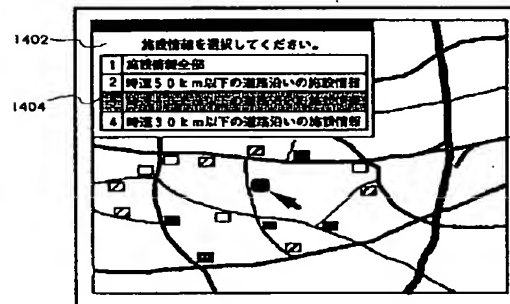 1402
施設情報を選択してください。
1 施設情報全部
2 時速50km以下の道路沿いの施設情報
1404
4 時速30km以下の道路沿いの施設情報